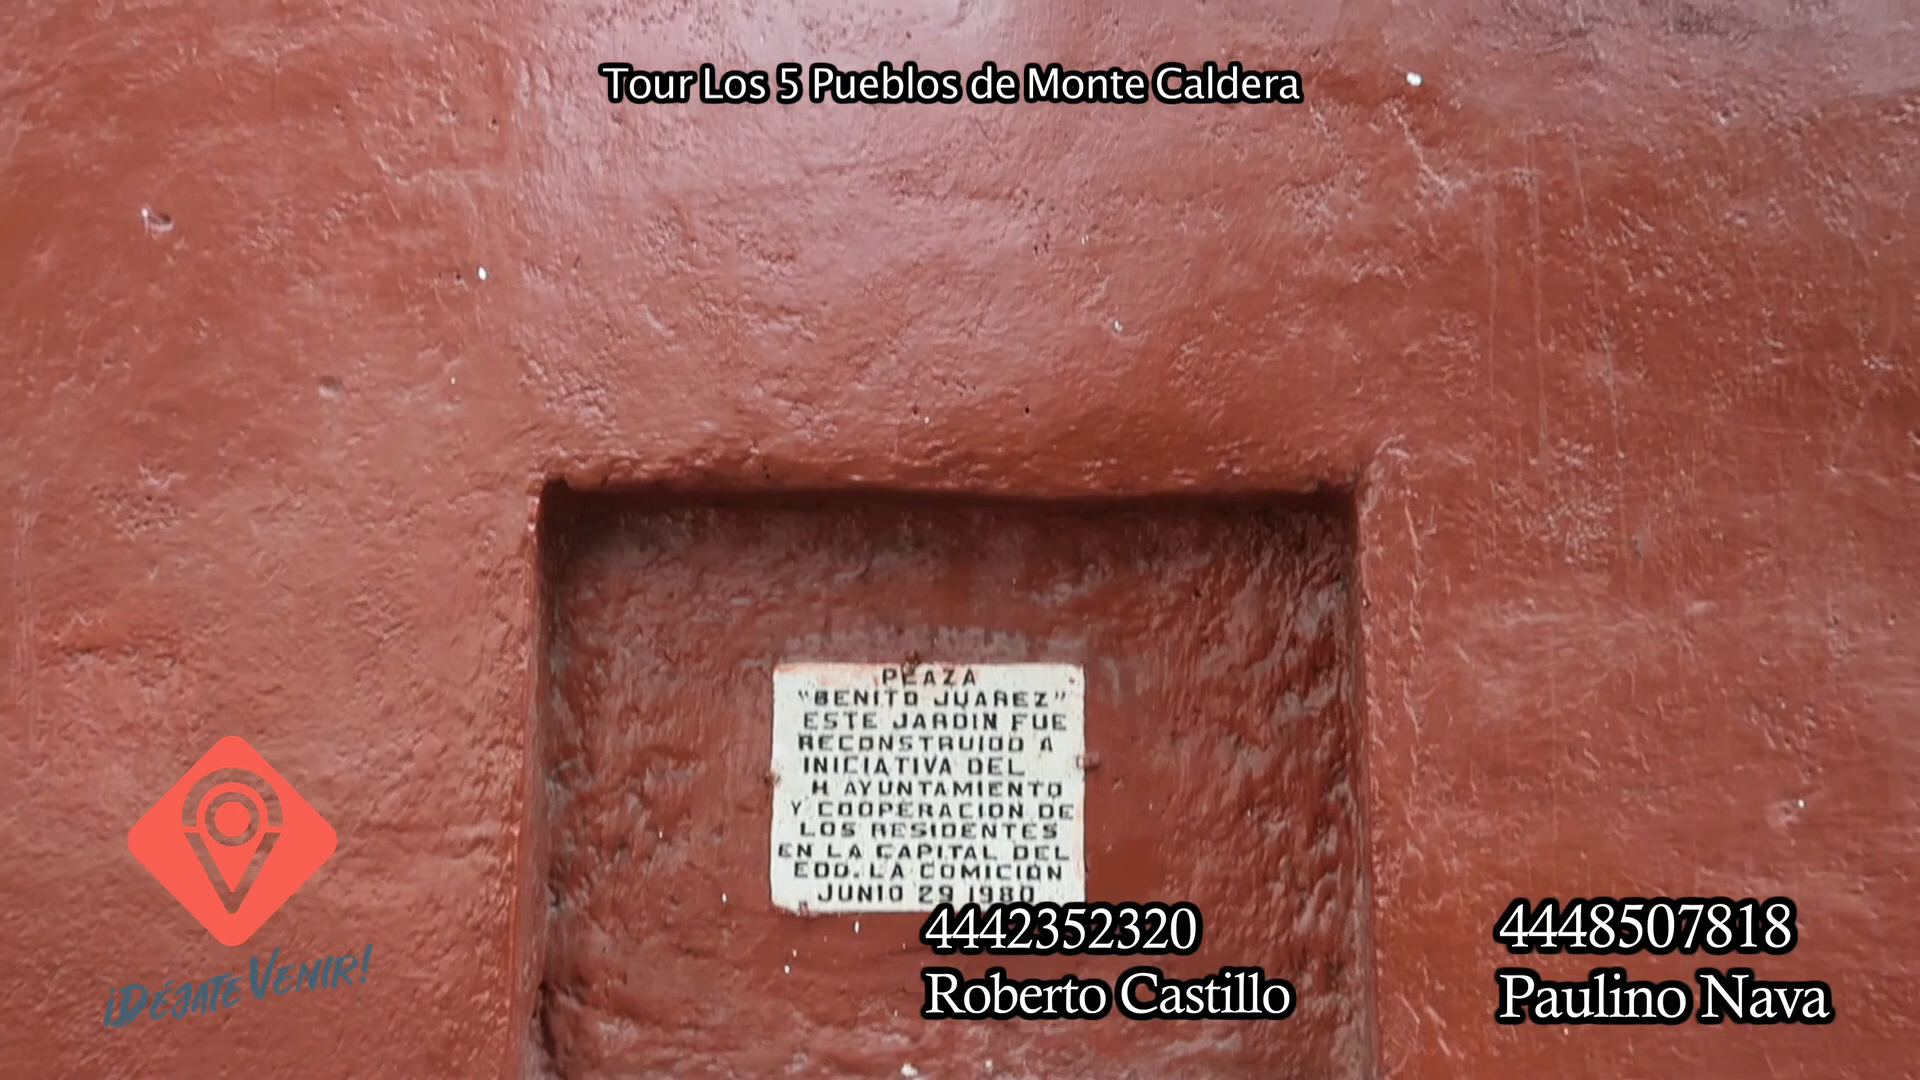 Tour Los 5 Pueblos de Monte Caldera
PLAZA
"BENITO JUAREZ"
ESTE JARDIN FUE
RECONSTRUIDO A
INICIATIVA DEL
H AYUNTAMIENTO
Y COOPERACION DE
LOS RESIDENTES
EN LA CAPITAL DEL
EDO. LA COMICION
JUNIO 29 1980
¡DÉJATE VENIR!
4442352320
Roberto Castillo
4448507818
Paulino Nava